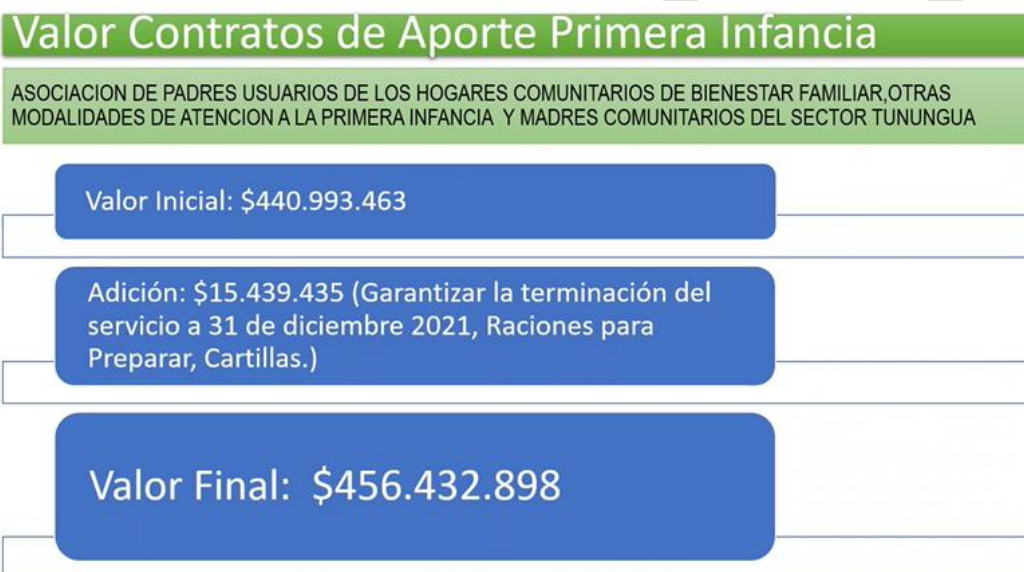 Valor Contratos de Aporte Primera Infancia
ASOCIACION DE PADRES USUARIOS DE LOS HOGARES COMUNITARIOS DE BIENESTAR FAMILIAR,OTRAS
MODALIDADES DE ATENCION A LA PRIMERA INFANCIA Y MADRES COMUNITARIOS DEL SECTOR TUNUNGUA
Valor Inicial: $440.993.463
Adición: $15.439.435 (Garantizar la terminación del
servicio a 31 de diciembre 2021, Raciones para
Preparar, Cartillas.)
Valor Final: $456.432.898